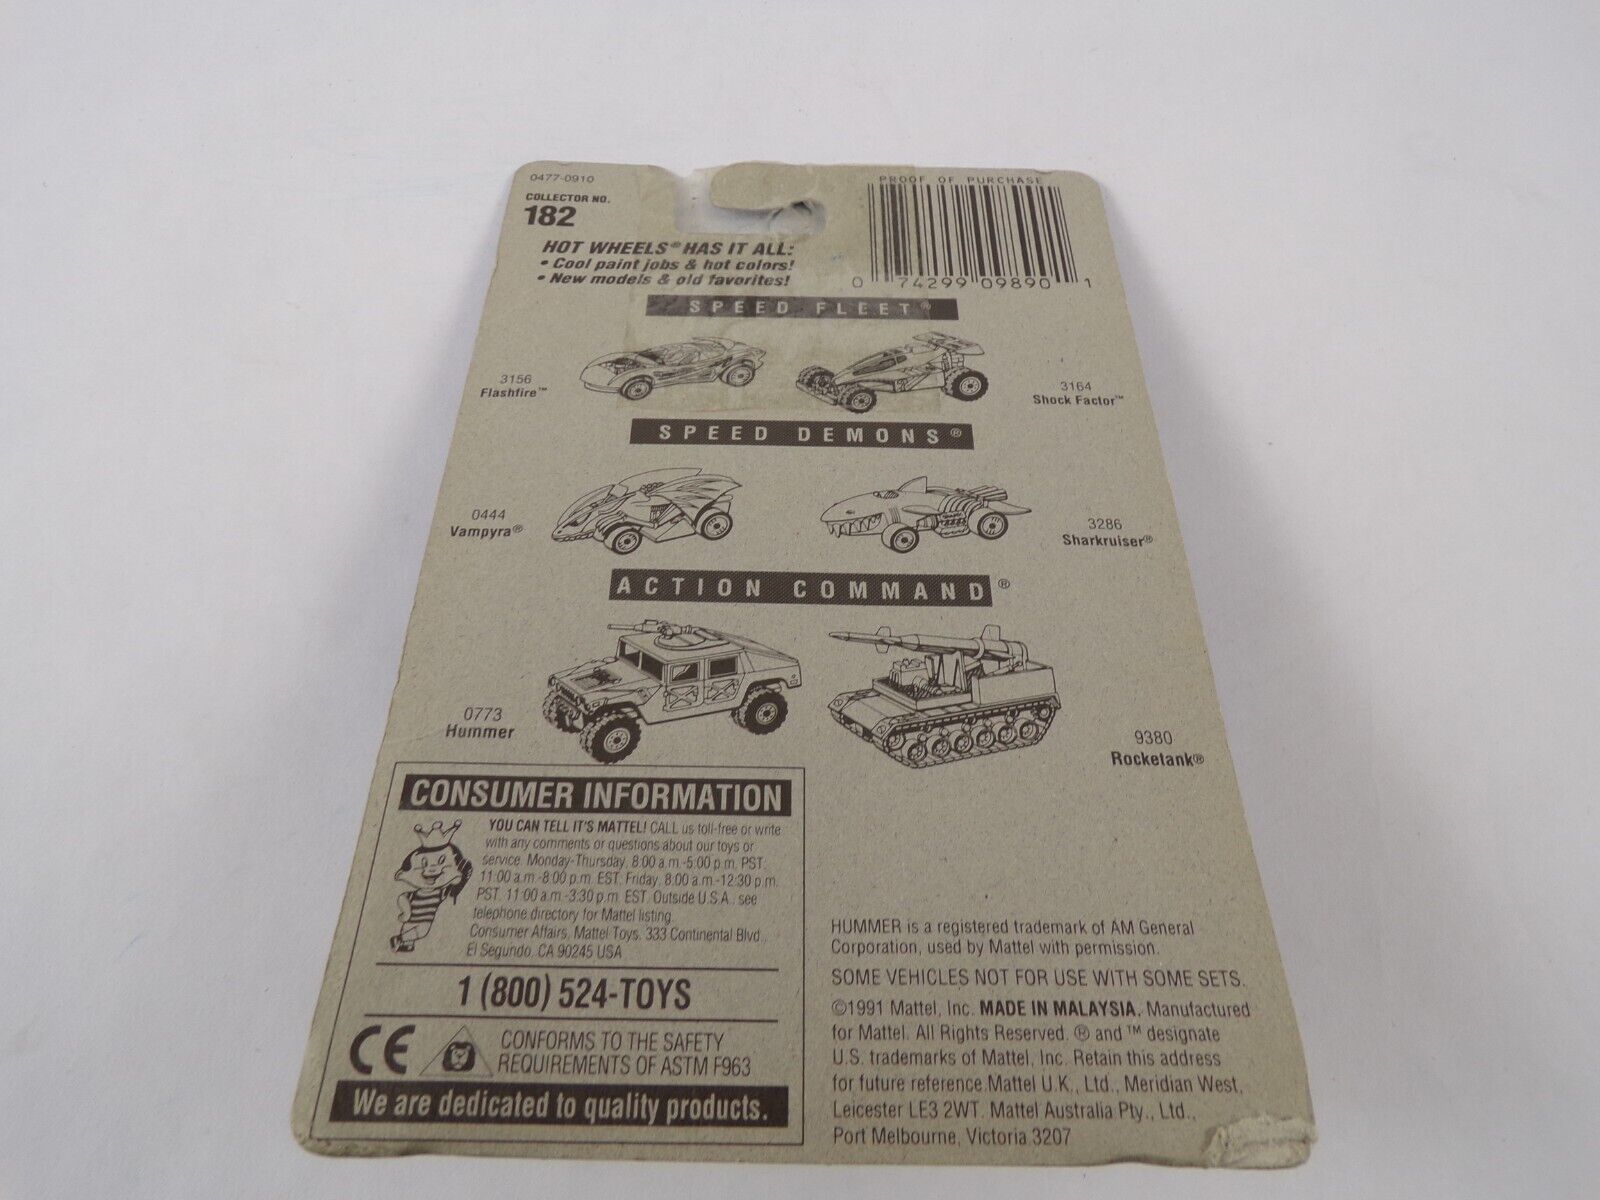 0477-0910
COLLECTOR NO.
182
PROOF OF PURCHASE
0 74299 09890 1
HOT WHEELS® HAS IT ALL:
• Cool paint jobs & hot colors!
• New models & old favorites!
SPEED FLEET®
3156
Flashfire™
3164
Shock Factor™
SPEED DEMONS®
0444
Vampyra®
3286
Sharkruiser®
ACTION COMMAND®
0773
Hummer
9380
Rocketank®
CONSUMER INFORMATION
YOU CAN TELL IT'S MATTEL! CALL us toll-free or write
with any comments or questions about our toys or
service. Monday-Thursday, 8:00 a.m.-5:00 p.m. PST.
11:00 a.m.-8:00 p.m. EST. Friday, 8:00 a.m.-12:30 p.m.
PST. 11:00 a.m.-3:30 p.m. EST. Outside U.S.A., see
telephone directory for Mattel listing.
Consumer Affairs, Mattel Toys, 333 Continental Blvd.,
El Segundo, CA 90245 USA
1 (800) 524-TOYS
CE
CONFORMS TO THE SAFETY
REQUIREMENTS OF ASTM F963
We are dedicated to quality products.
HUMMER is a registered trademark of AM General
Corporation, used by Mattel with permission.
SOME VEHICLES NOT FOR USE WITH SOME SETS.
©1991 Mattel, Inc. MADE IN MALAYSIA. Manufactured
for Mattel. All Rights Reserved. ® and ™ designate
U.S. trademarks of Mattel, Inc. Retain this address
for future reference. Mattel U.K., Ltd., Meridian West,
Leicester LE3 2WT. Mattel Australia Pty., Ltd.,
Port Melbourne, Victoria 3207